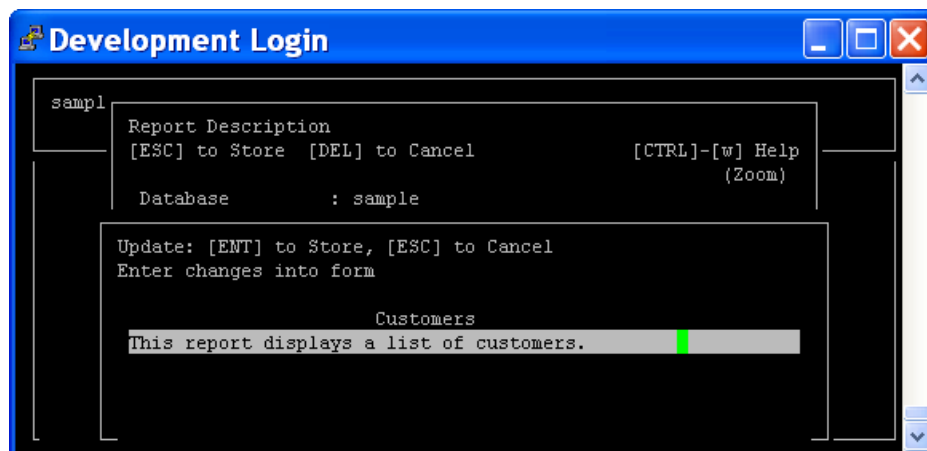 Development Login
sampl
Report Description
[ESC] to Store [DEL] to Cancel [CTRL]-[w] Help
(Zoom)
Database : sample
Update: [ENT] to Store, [ESC] to Cancel
Enter changes into form
Customers
This report displays a list of customers.